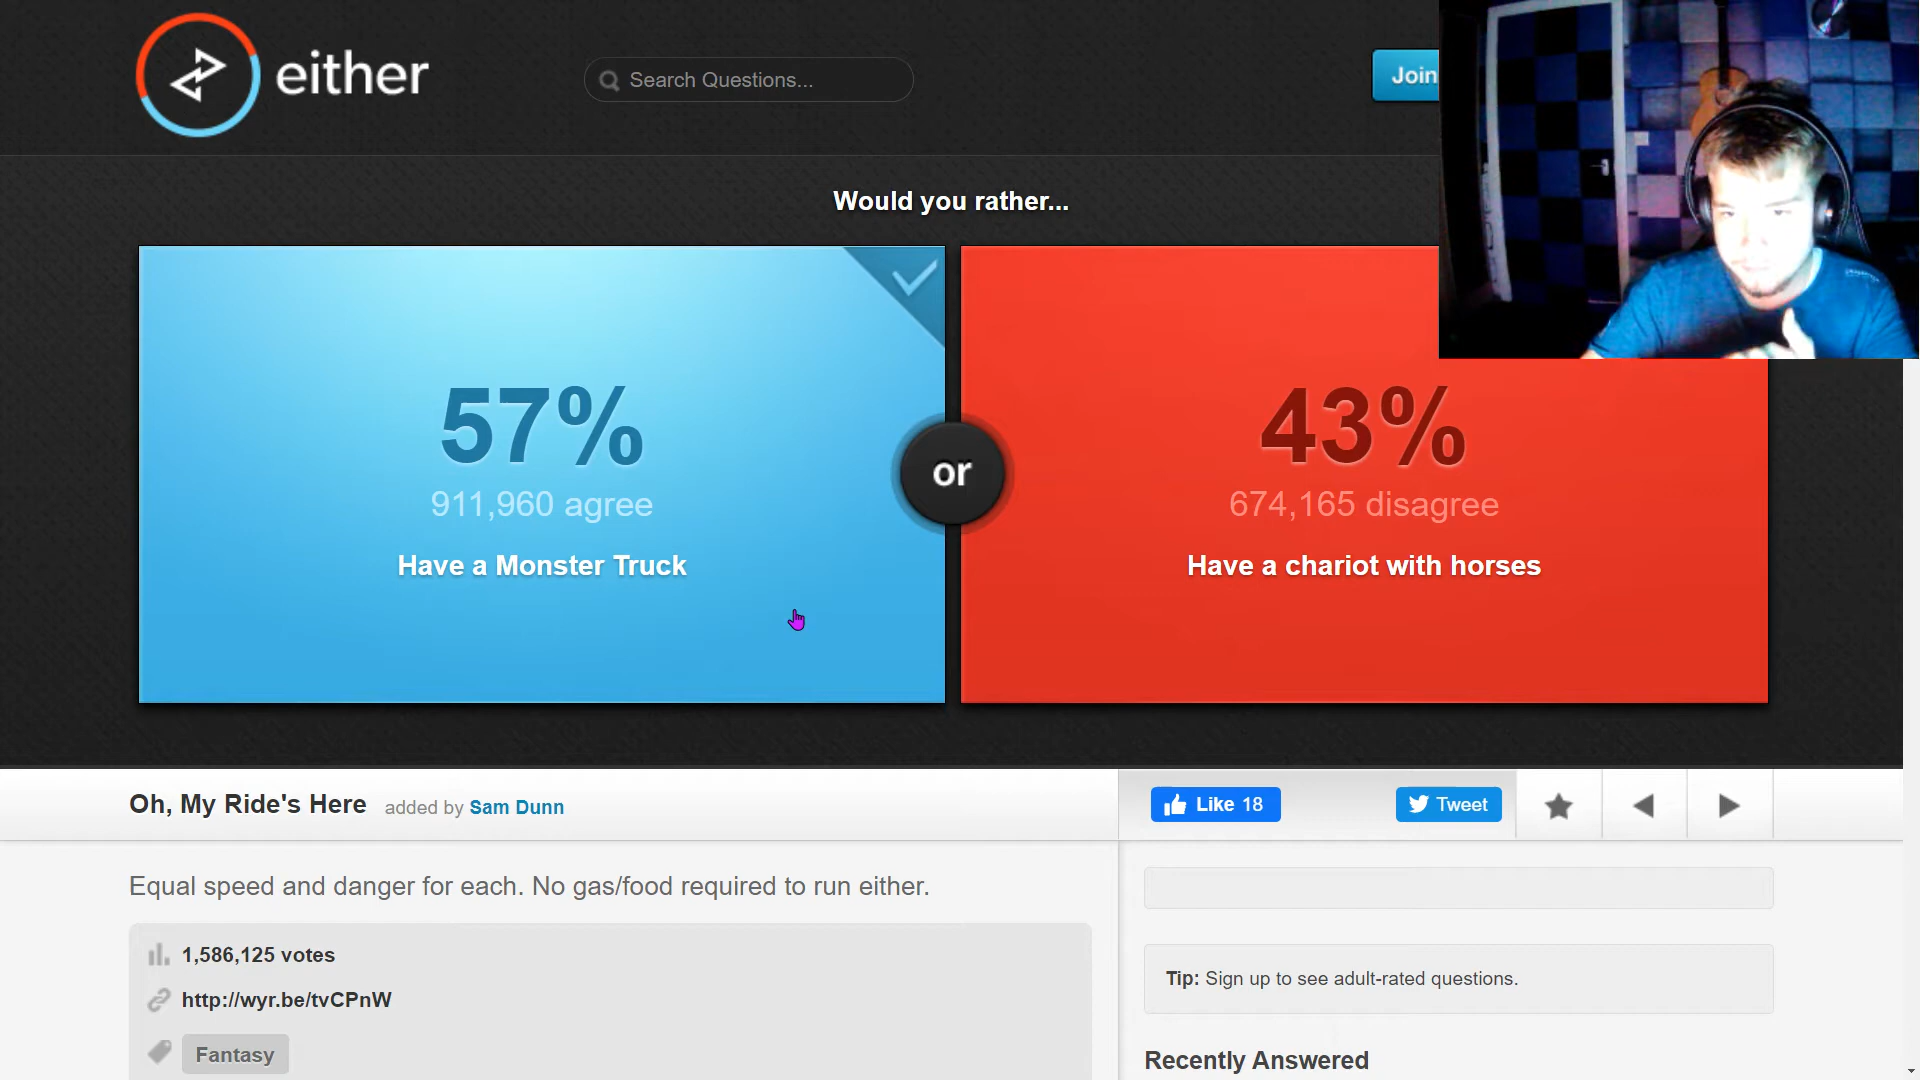 either
Search Questions...
Join
Would you rather...
57%
911,960 agree
Have a Monster Truck
or
43%
674,165 disagree
Have a chariot with horses
Oh, My Ride's Here added by Sam Dunn
Like 18
Tweet
Equal speed and danger for each. No gas/food required to run either.
1,586,125 votes
http://wyr.be/tvCPnW
Fantasy
Tip: Sign up to see adult-rated questions.
Recently Answered